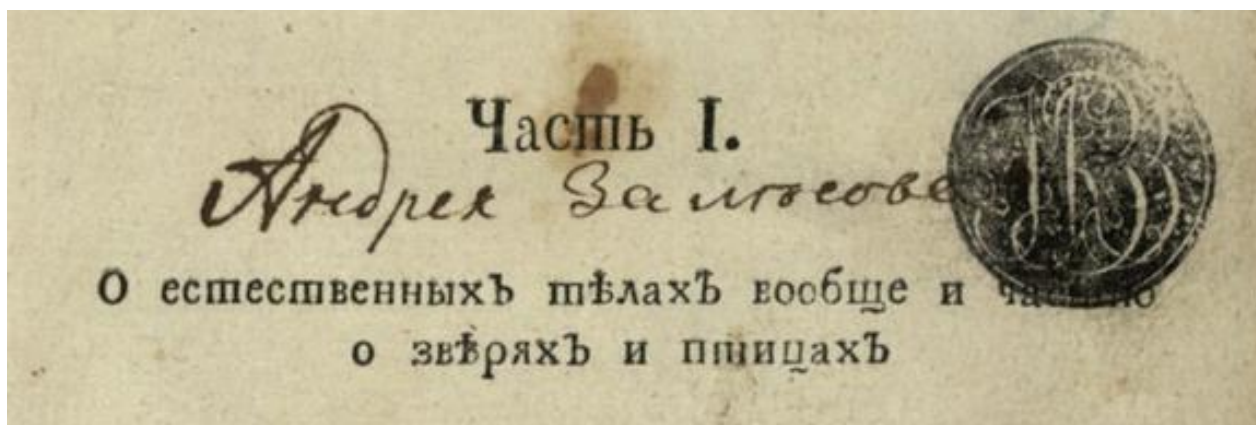 Часть I.
Андрея
О естественныхъ тѣлахъ вообще и
о звѣряхъ и птицахъ